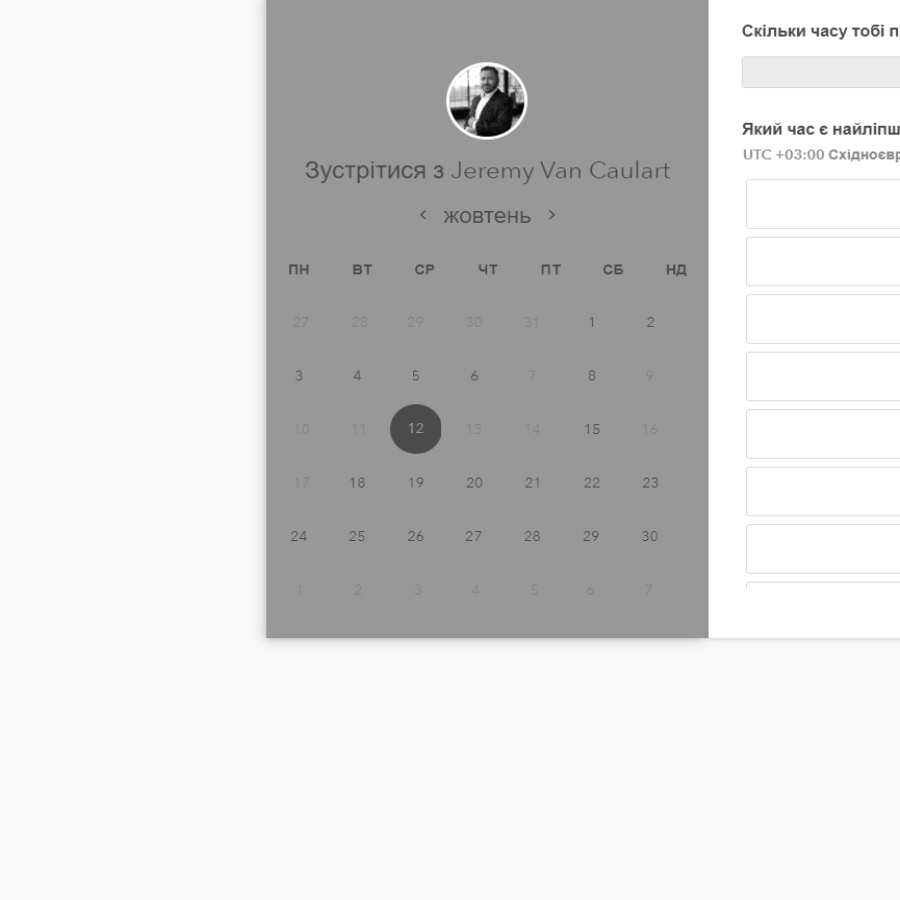 Зустрітися з Jeremy Van Caulart
жовтень
ПН ВТ СР ЧТ ПТ СБ НД
27 28 29 30 31 1 2
3 4 5 6 7 8 9
10 11 12 13 14 15 16
17 18 19 20 21 22 23
24 25 26 27 28 29 30
1 2 3 4 5 6 7
Скільки часу тобі п
Який час є найліпш
UTC +03:00 Східноєвр